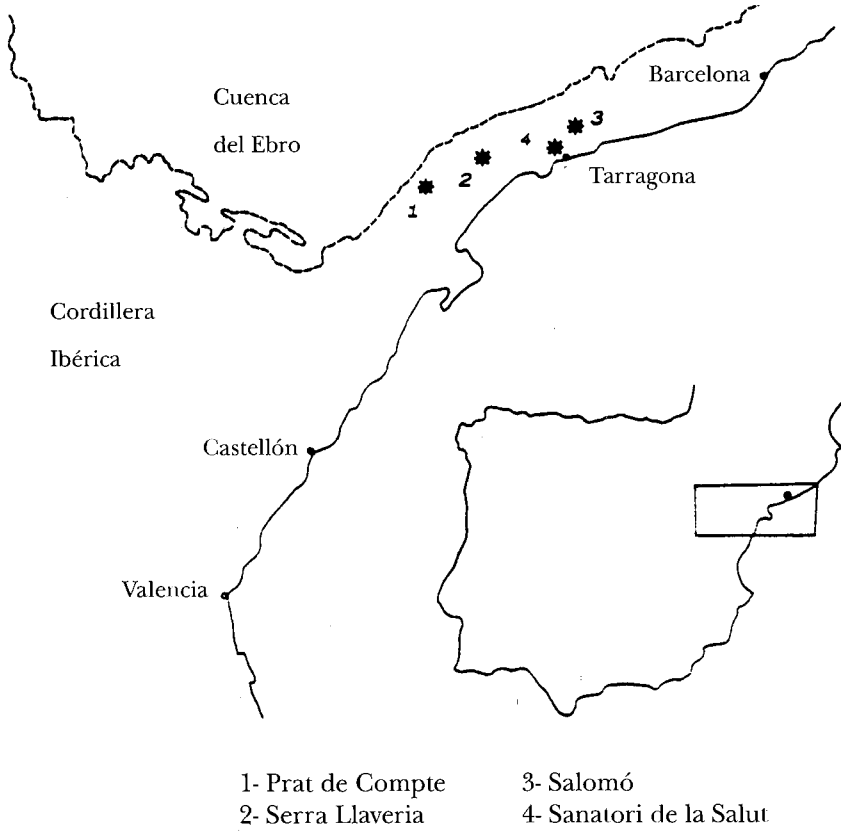 Barcelona
Cuenca
del Ebro
3
4
2
Tarragona
1
Cordillera
Ibérica
Castellón
Valencia
1- Prat de Compte
2- Serra Llaveria
3- Salomó
4- Sanatori de la Salut